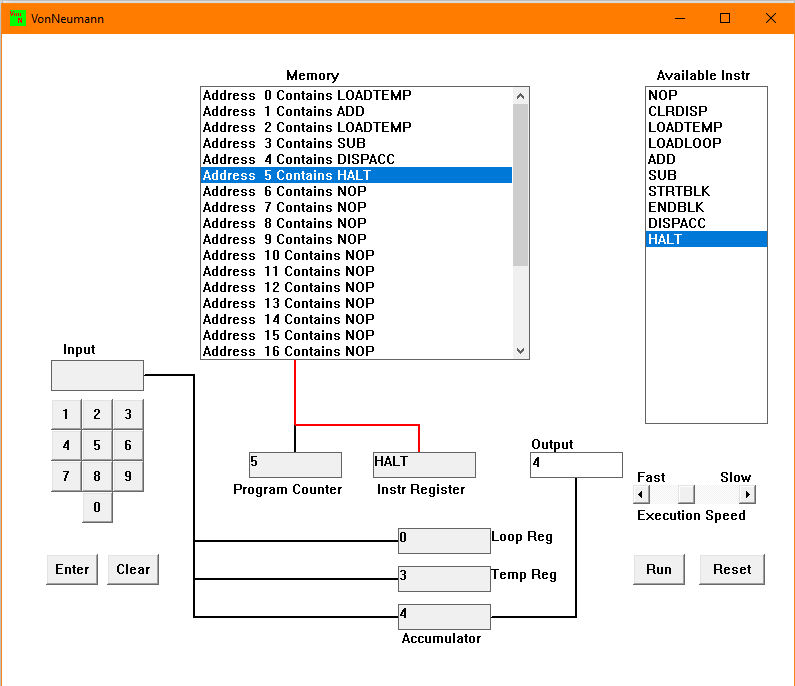 VonNeumann
Memory
Address 0 Contains LOADTEMP
Address 1 Contains ADD
Address 2 Contains LOADTEMP
Address 3 Contains SUB
Address 4 Contains DISPACC
Address 5 Contains HALT
Address 6 Contains NOP
Address 7 Contains NOP
Address 8 Contains NOP
Address 9 Contains NOP
Address 10 Contains NOP
Address 11 Contains NOP
Address 12 Contains NOP
Address 13 Contains NOP
Address 14 Contains NOP
Address 15 Contains NOP
Address 16 Contains NOP
Available Instr
NOP
CLRDISP
LOADTEMP
LOADLOOP
ADD
SUB
STRTBLK
ENDBLK
DISPACC
HALT
Input
1 2 3
4 5 6
7 8 9
0
Enter Clear
5
Program Counter
HALT
Instr Register
Output
4
Fast Slow
Execution Speed
0 Loop Reg
3 Temp Reg
4
Accumulator
Run Reset